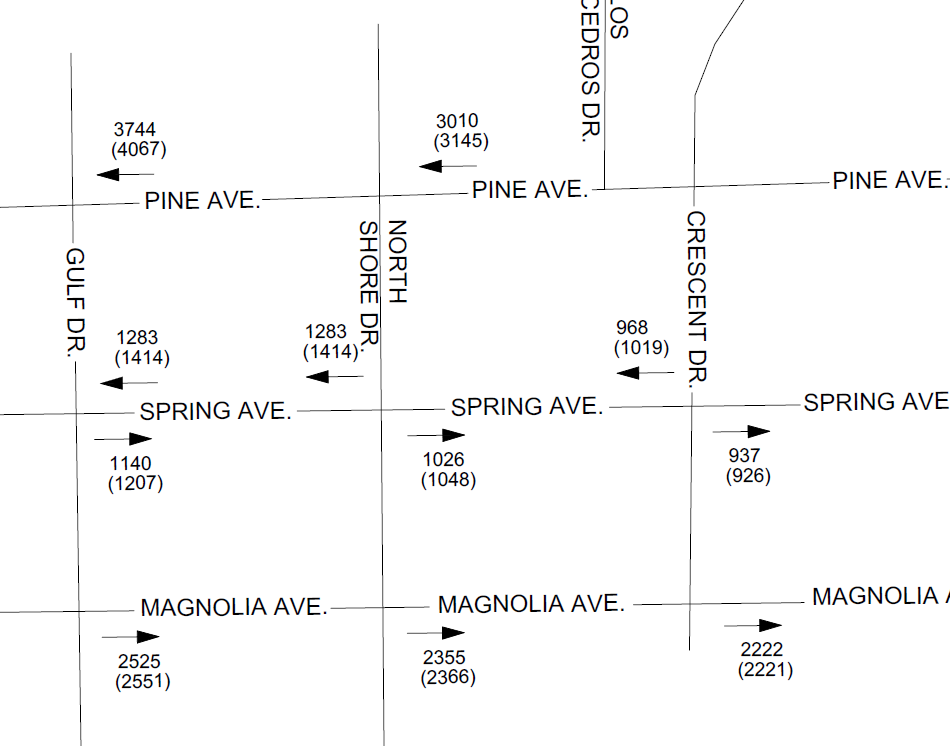 LOS
CEDROS DR.
3744
(4067)
3010
(3145)
PINE AVE.
PINE AVE.
PINE AVE.
GULF DR.
NORTH
SHORE DR.
CRESCENT DR.
1283
(1414)
1283
(1414)
968
(1019)
SPRING AVE.
SPRING AVE.
SPRING AVE
1140
(1207)
1026
(1048)
937
(926)
MAGNOLIA AVE.
MAGNOLIA AVE.
MAGNOLIA A
2525
(2551)
2355
(2366)
2222
(2221)